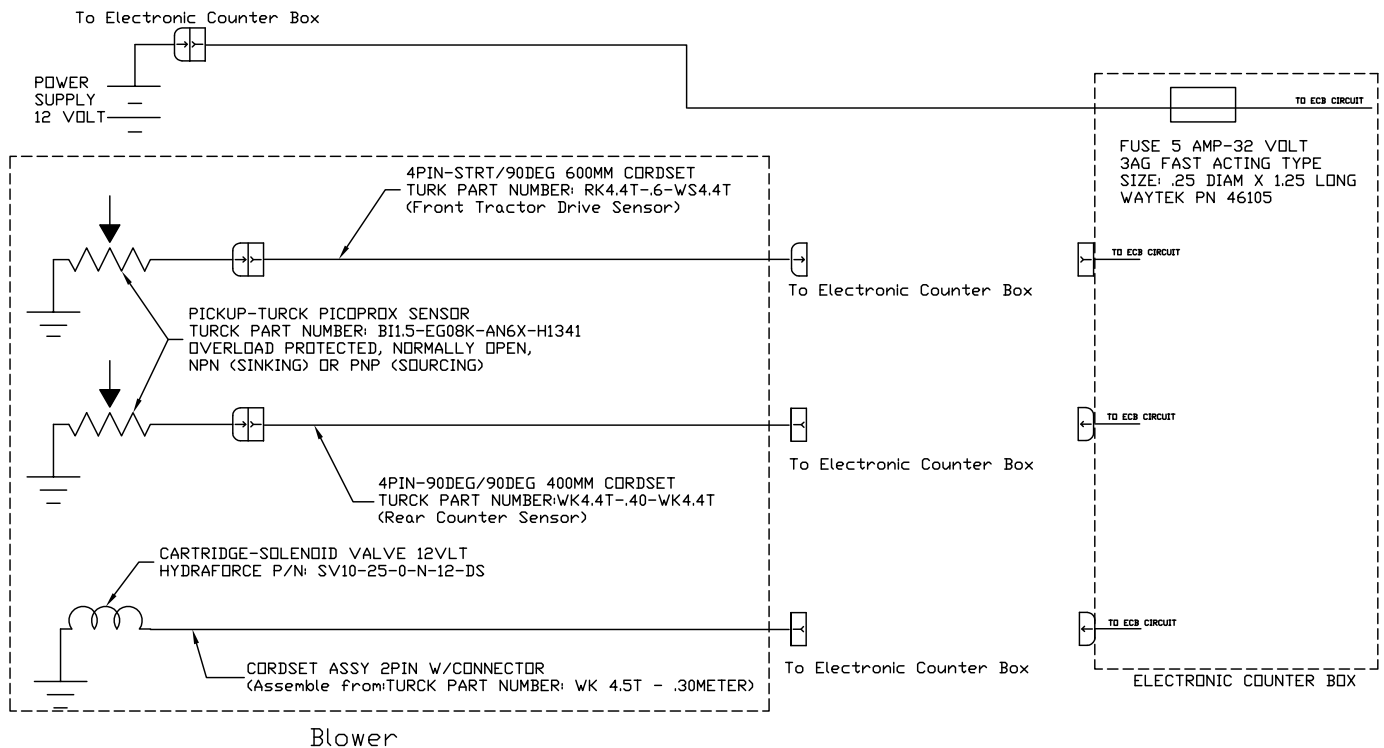 To Electronic Counter Box
POWER
SUPPLY
12 VOLT
TO ECB CIRCUIT
FUSE 5 AMP-32 VOLT
3AG FAST ACTING TYPE
SIZE: .25 DIAM X 1.25 LONG
WAYTEK PN 46105
4PIN-STRT/90DEG 600MM CORDSET
TURK PART NUMBER: RK4.4T-.6-WS4.4T
(Front Tractor Drive Sensor)
TO ECB CIRCUIT
To Electronic Counter Box
PICKUP-TURCK PICOPROX SENSOR
TURCK PART NUMBER: BI1.5-EG08K-AN6X-H1341
OVERLOAD PROTECTED, NORMALLY OPEN,
NPN (SINKING) OR PNP (SOURCING)
TO ECB CIRCUIT
To Electronic Counter Box
4PIN-90DEG/90DEG 400MM CORDSET
TURCK PART NUMBER:WK4.4T-.40-WK4.4T
(Rear Counter Sensor)
CARTRIDGE-SOLENOID VALVE 12VLT
HYDRAFORCE P/N: SV10-25-0-N-12-DS
TO ECB CIRCUIT
To Electronic Counter Box
CORDSET ASSY 2PIN W/CONNECTOR
(Assemble from:TURCK PART NUMBER: WK 4.5T - .30METER)
ELECTRONIC COUNTER BOX
Blower